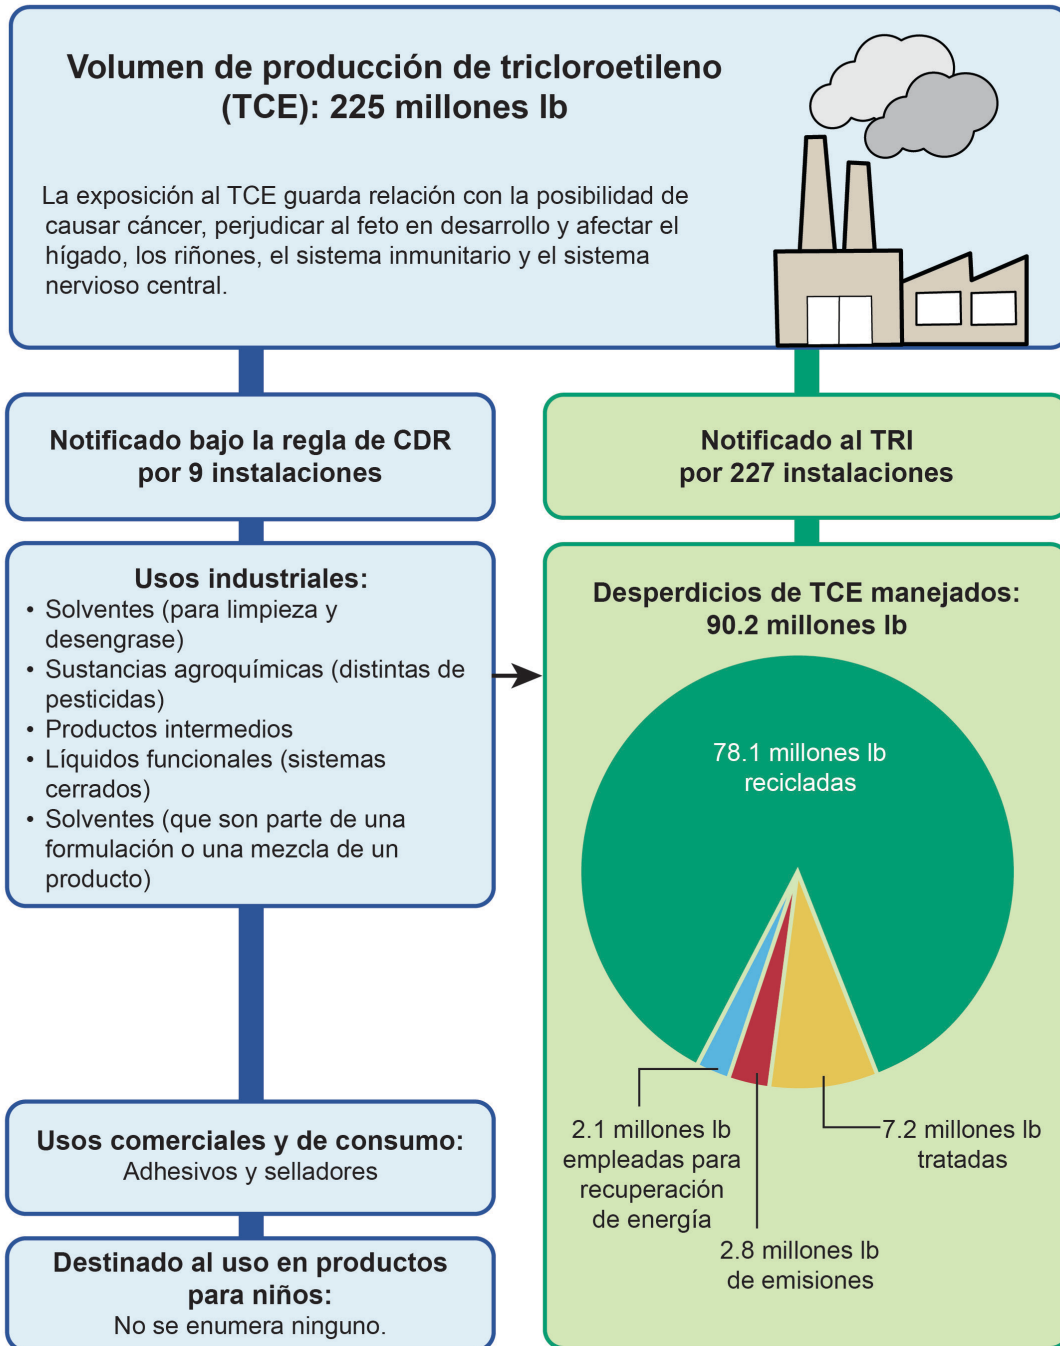 Volumen de producción de tricloroetileno
(TCE): 225 millones lb
La exposición al TCE guarda relación con la posibilidad de
causar cáncer, perjudicar al feto en desarrollo y afectar el
hígado, los riñones, el sistema inmunitario y el sistema
nervioso central.
Notificado bajo la regla de CDR
por 9 instalaciones
Usos industriales:
• Solventes (para limpieza y
desengrase)
• Sustancias agroquímicas (distintas de
pesticidas)
• Productos intermedios
• Líquidos funcionales (sistemas
cerrados)
• Solventes (que son parte de una
formulación o una mezcla de un
producto)
Usos comerciales y de consumo:
Adhesivos y selladores
Destinado al uso en productos
para niños:
No se enumera ninguno.
Notificado al TRI
por 227 instalaciones
Desperdicios de TCE manejados:
90.2 millones lb
78.1 millones lb
recicladas
2.1 millones lb
empleadas para
recuperación
de energía
2.8 millones lb
de emisiones
7.2 millones lb
tratadas